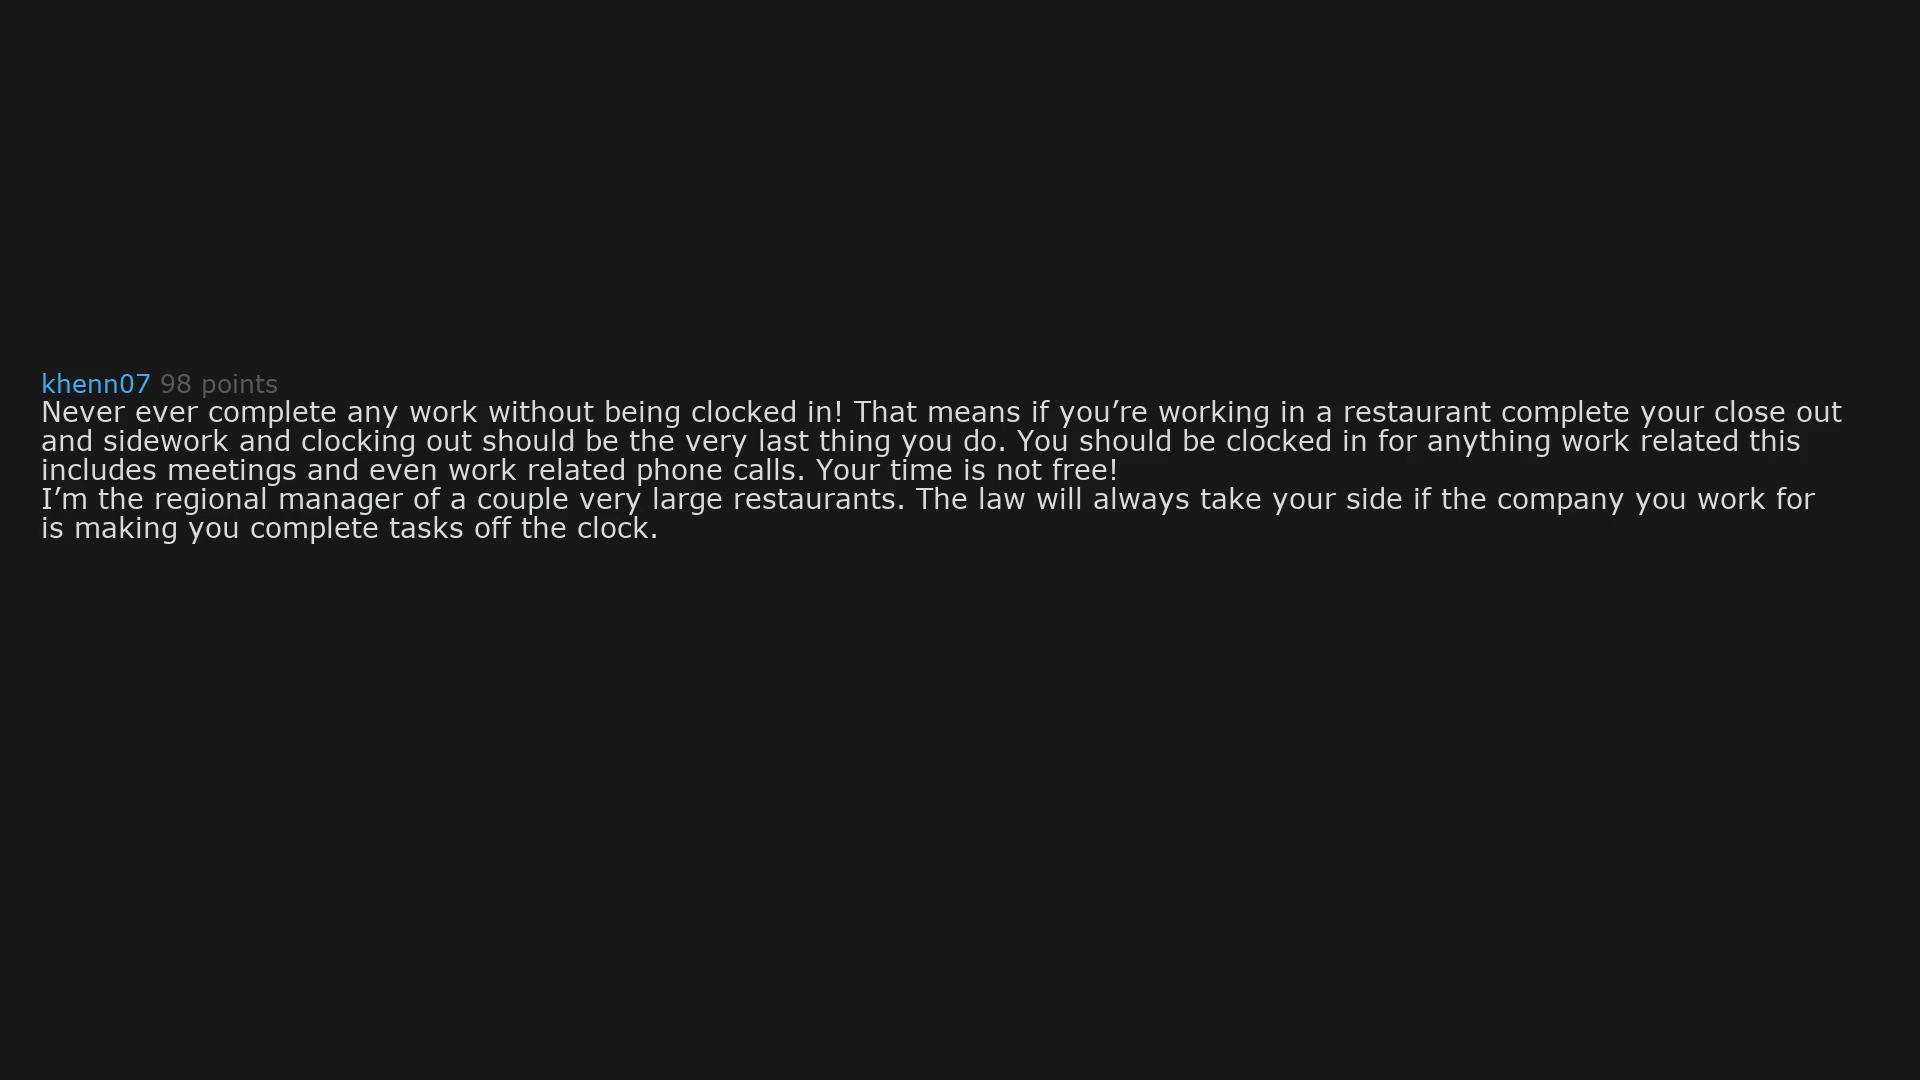 khenn07 98 points
Never ever complete any work without being clocked in! That means if you’re working in a restaurant complete your close out
and sidework and clocking out should be the very last thing you do. You should be clocked in for anything work related this
includes meetings and even work related phone calls. Your time is not free!
I’m the regional manager of a couple very large restaurants. The law will always take your side if the company you work for
is making you complete tasks off the clock.